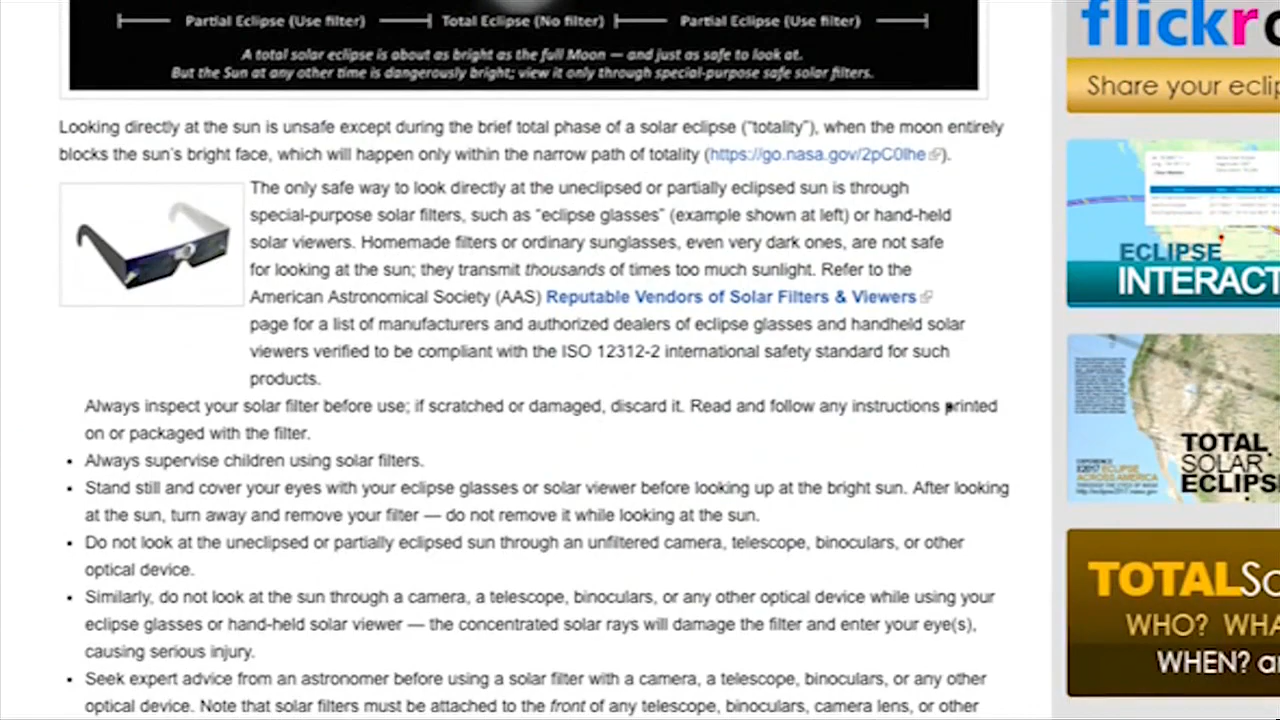 Partial Eclipse (Use filter) Total Eclipse (No filter) Partial Eclipse (Use filter)
A total solar eclipse is about as bright as the full Moon — and just as safe to look at.
But the Sun at any other time is dangerously bright; view it only through special-purpose safe solar filters.
Looking directly at the sun is unsafe except during the brief total phase of a solar eclipse (“totality”), when the moon entirely
blocks the sun’s bright face, which will happen only within the narrow path of totality (https://go.nasa.gov/2pC0lhe).
The only safe way to look directly at the uneclipsed or partially eclipsed sun is through
special-purpose solar filters, such as “eclipse glasses” (example shown at left) or hand-held
solar viewers. Homemade filters or ordinary sunglasses, even very dark ones, are not safe
for looking at the sun; they transmit thousands of times too much sunlight. Refer to the
American Astronomical Society (AAS) Reputable Vendors of Solar Filters & Viewers
page for a list of manufacturers and authorized dealers of eclipse glasses and handheld solar
viewers verified to be compliant with the ISO 12312-2 international safety standard for such
products.
Always inspect your solar filter before use; if scratched or damaged, discard it. Read and follow any instructions printed
on or packaged with the filter.
• Always supervise children using solar filters.
• Stand still and cover your eyes with your eclipse glasses or solar viewer before looking up at the bright sun. After looking
at the sun, turn away and remove your filter — do not remove it while looking at the sun.
• Do not look at the uneclipsed or partially eclipsed sun through an unfiltered camera, telescope, binoculars, or other
optical device.
• Similarly, do not look at the sun through a camera, a telescope, binoculars, or any other optical device while using your
eclipse glasses or hand-held solar viewer — the concentrated solar rays will damage the filter and enter your eye(s),
causing serious injury.
• Seek expert advice from an astronomer before using a solar filter with a camera, a telescope, binoculars, or any other
optical device. Note that solar filters must be attached to the front of any telescope, binoculars, camera lens, or other
flickr
Share your eclip
ECLIPSE
INTERACT
TOTAL
SOLAR
ECLIPSE
TOTALSo
WHO? WHA
WHEN? a